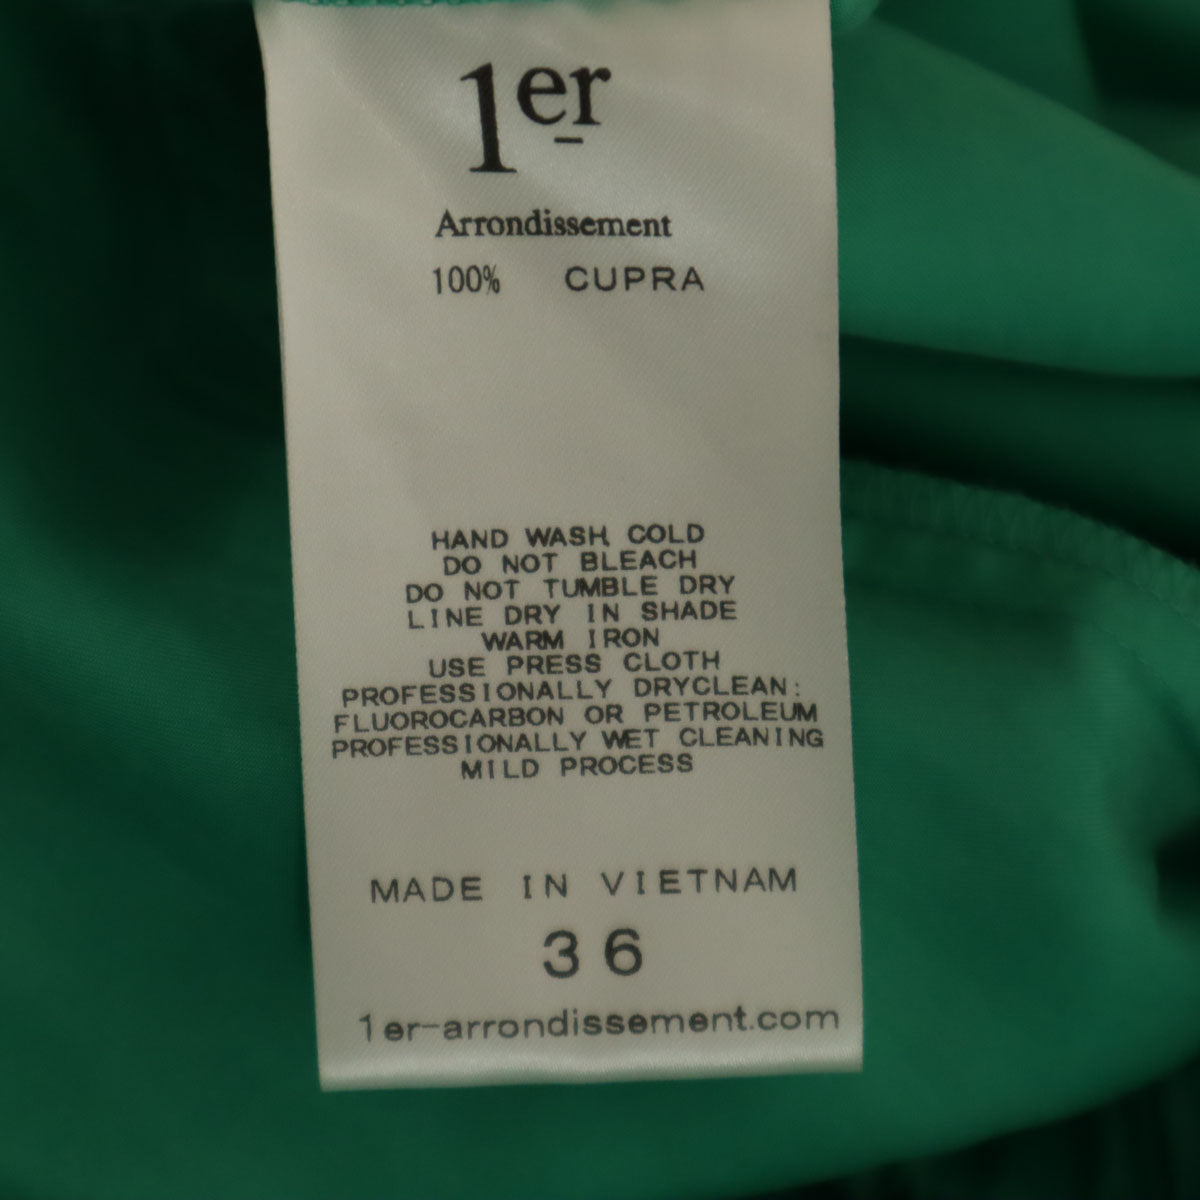 1er
Arrondissement
100% CUPRA
HAND WASH COLD
DO NOT BLEACH
DO NOT TUMBLE DRY
LINE DRY IN SHADE
WARM IRON
USE PRESS CLOTH
PROFESSIONALLY DRYCLEAN:
FLUOROCARBON OR PETROLEUM
PROFESSIONALLY WET CLEANING
MILD PROCESS
MADE IN VIETNAM
36
1er-arrondissement.com